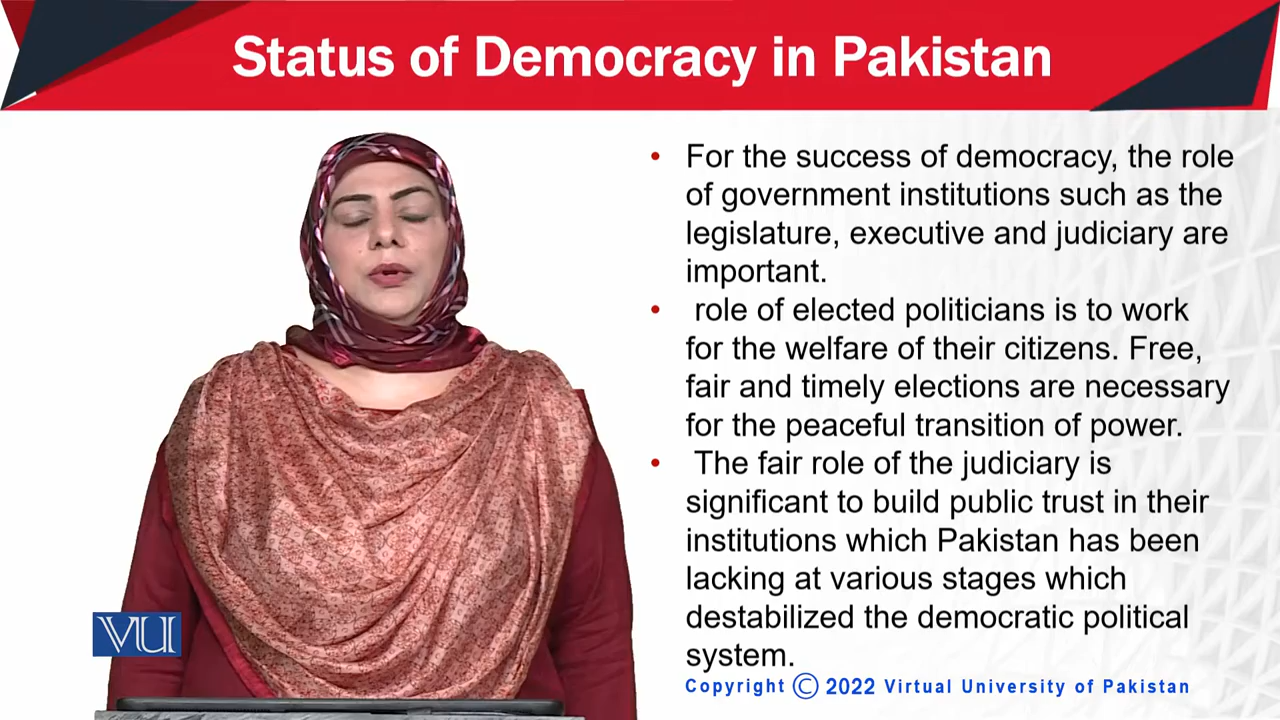 Status of Democracy in Pakistan
• For the success of democracy, the role
of government institutions such as the
legislature, executive and judiciary are
important.
• role of elected politicians is to work
for the welfare of their citizens. Free,
fair and timely elections are necessary
for the peaceful transition of power.
• The fair role of the judiciary is
significant to build public trust in their
institutions which Pakistan has been
lacking at various stages which
destabilized the democratic political
system.
VU
Copyright © 2022 Virtual University of Pakistan